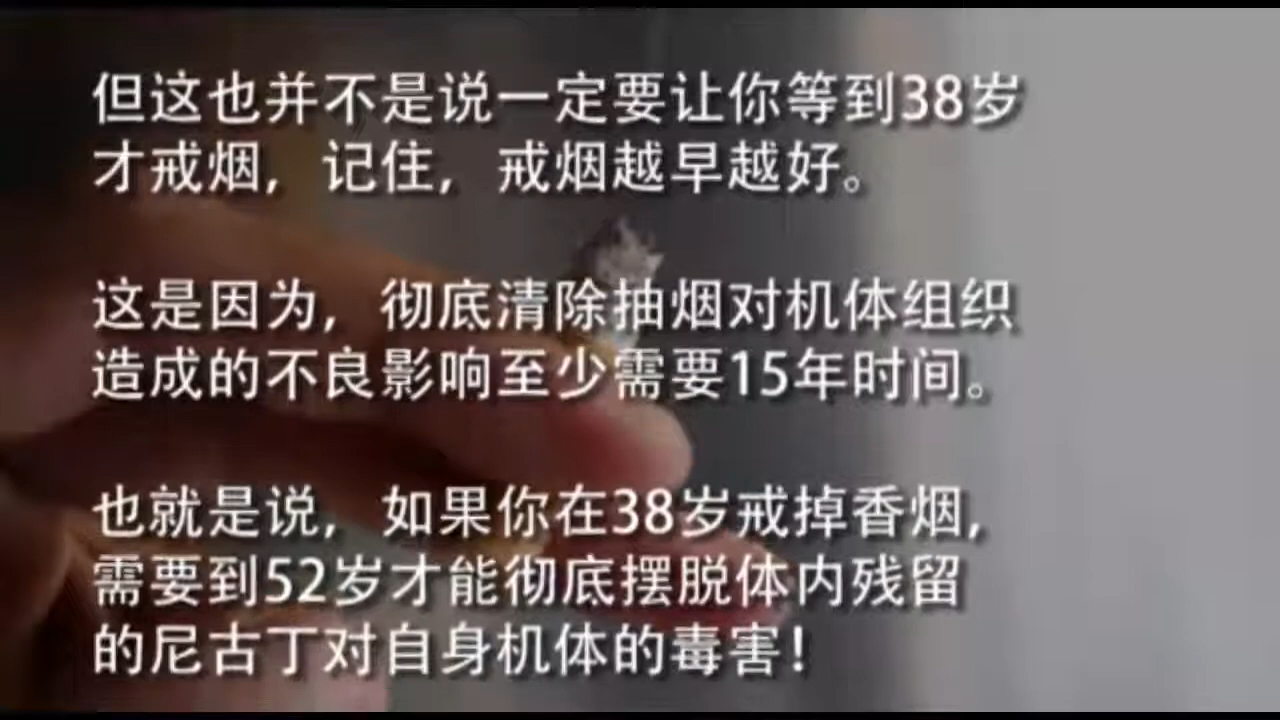 但这也并不是说一定要让你等到38岁
才戒烟，记住，戒烟越早越好。
这是因为，彻底清除抽烟对机体组织
造成的不良影响至少需要15年时间。
也就是说，如果你在38岁戒掉香烟，
需要到52岁才能彻底摆脱体内残留
的尼古丁对自身机体的毒害！